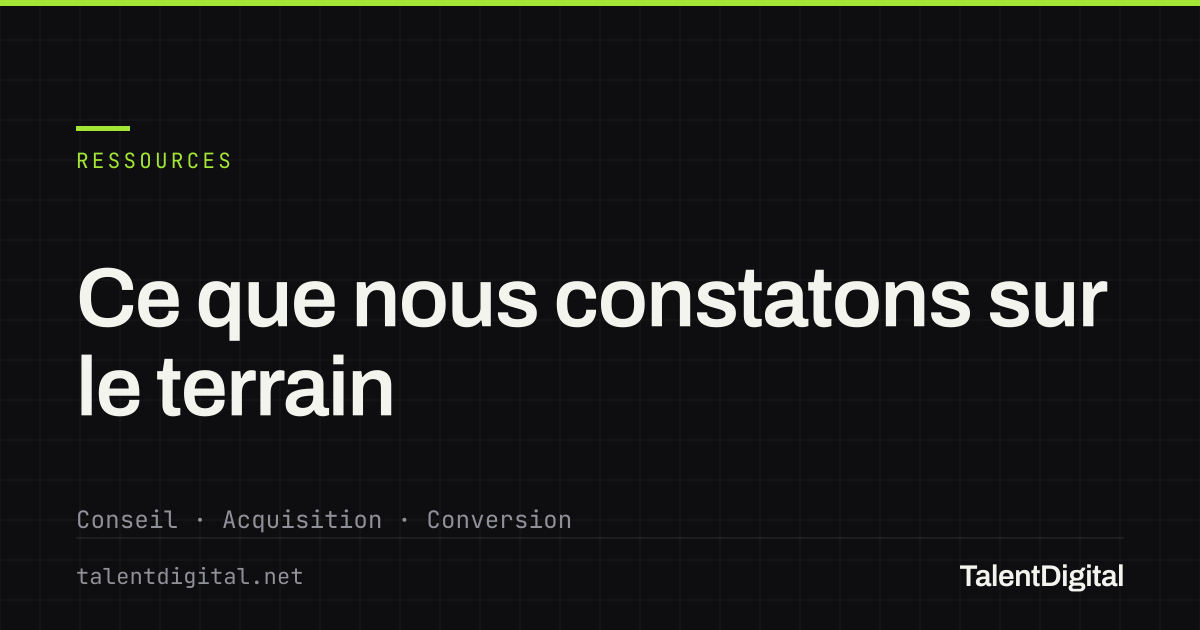 RESSOURCES
Ce que nous constatons sur
le terrain
Conseil · Acquisition · Conversion
talentdigital.net
TalentDigital